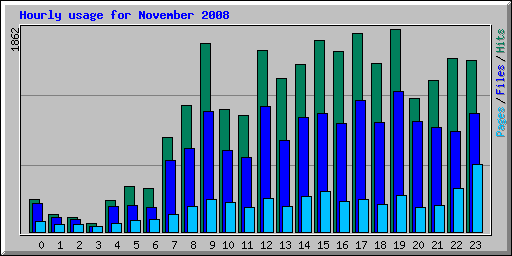 Hourly usage for November 2008
1862
Pages / Files / Hits
0 1 2 3 4 5 6 7 8 9 10 11 12 13 14 15 16 17 18 19 20 21 22 23